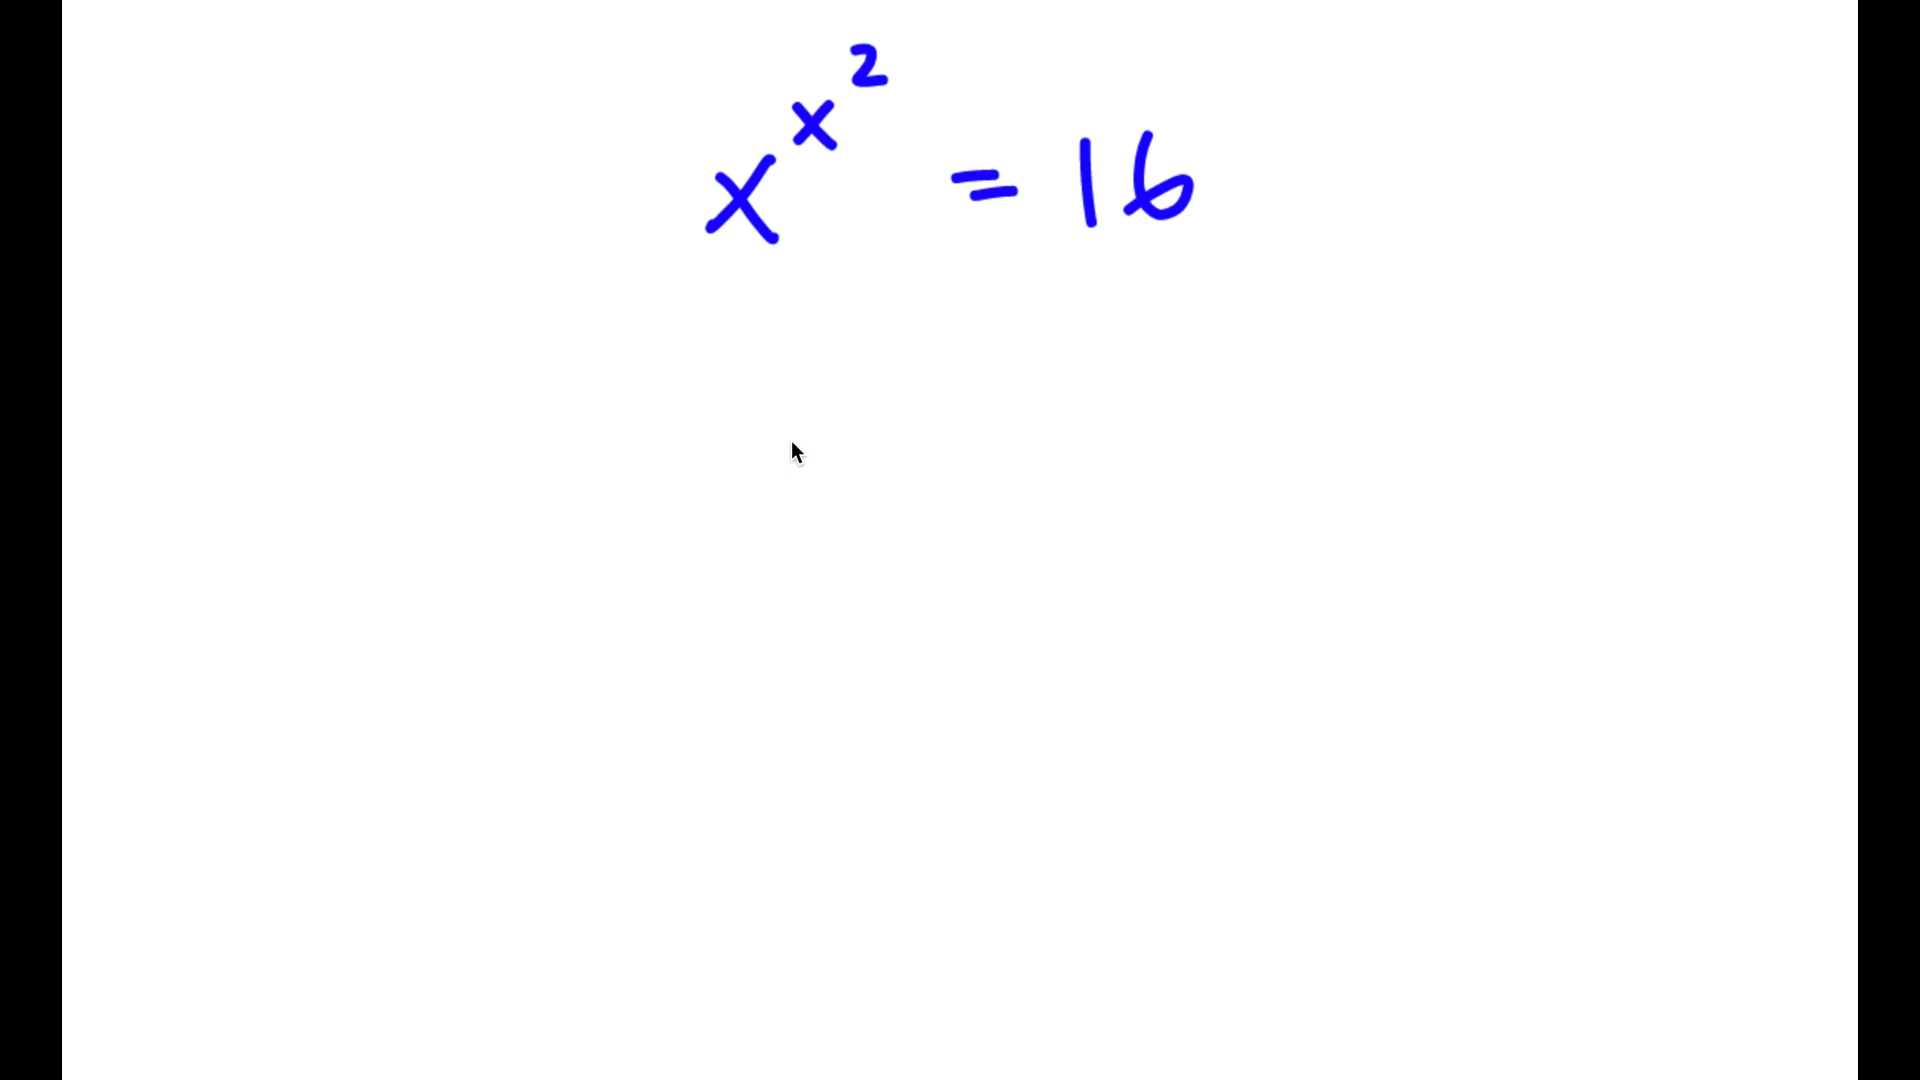 x^{x^2} = 16